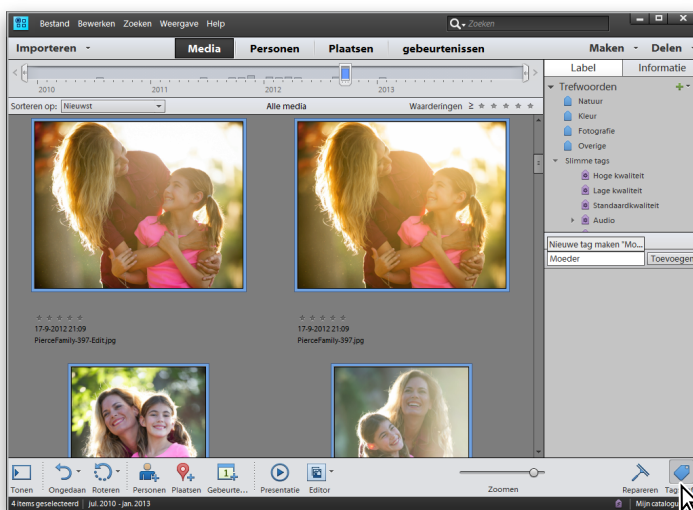 Bestand Bewerken Zoeken Weergave Help
Zoeken
Importeren Media Personen Plaatsen gebeurtenissen Maken Delen
2010 2011 2012 2013
Label Informatie
Sorteren op: Nieuwst Alle media Waarderingen ≥
Trefwoorden
Natuur
Kleur
Fotografie
Overige
Slimme tags
Hoge kwaliteit
Lage kwaliteit
Standaardkwaliteit
Audio
Nieuwe tag maken "Mo...
Moeder Toevoegen
17-9-2012 21:09 17-9-2012 21:09
PierceFamily-397-Edit.jpg PierceFamily-397.jpg
Tonen Ongedaan Roteren Personen Plaatsen Gebeurte... Presentatie Editor Zoomen Repareren Tag
4 items geselecteerd jul. 2010 - jan. 2013 Mijn catalogu